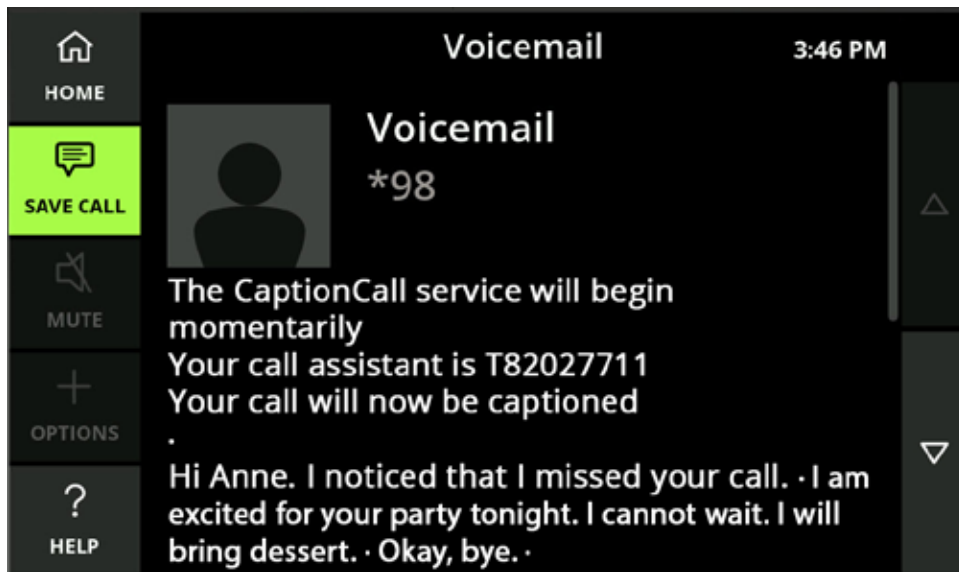 Voicemail
3:46 PM
HOME
SAVE CALL
MUTE
OPTIONS
?
HELP
Voicemail
*98
The CaptionCall service will begin
momentarily
Your call assistant is T82027711
Your call will now be captioned
.
Hi Anne. I noticed that I missed your call. · I am
excited for your party tonight. I cannot wait. I will
bring dessert. · Okay, bye. ·